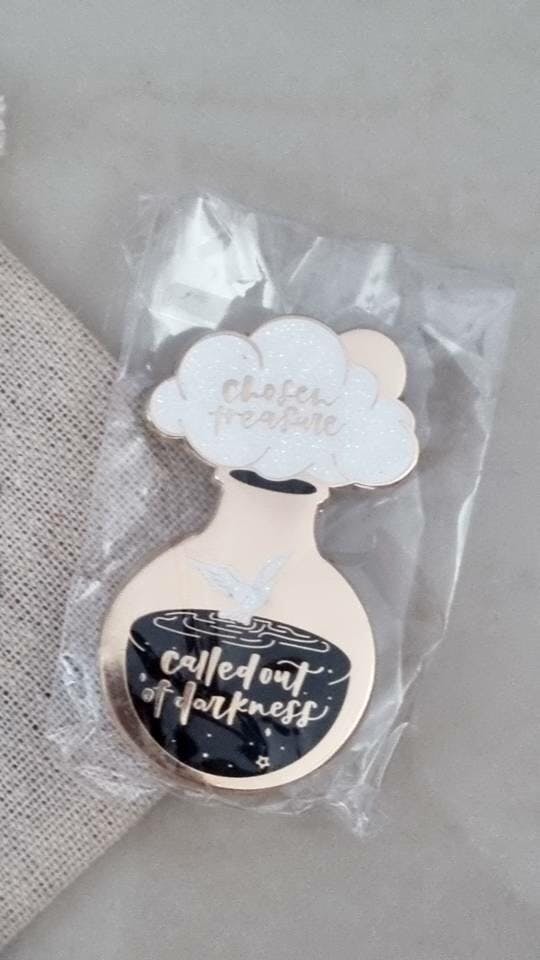 chosen
treasure
called out
of darkness